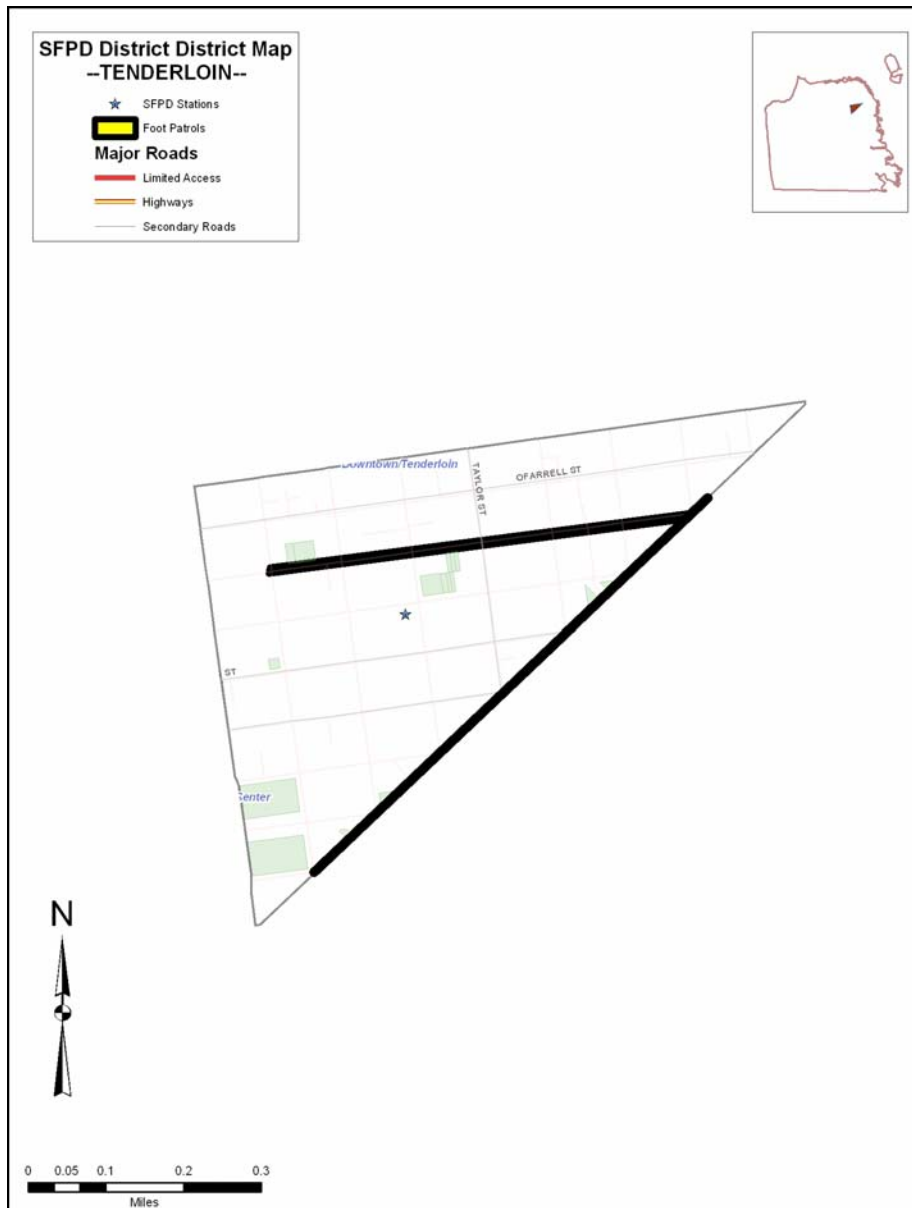 SFPD District District Map
--TENDERLOIN--
SFPD Stations
Foot Patrols
Major Roads
Limited Access
Highways
Secondary Roads
Downtown/Tenderloin
TAYLOR ST
OFARRELL ST
ST
Center
N
0 0.05 0.1 0.2 0.3
Miles